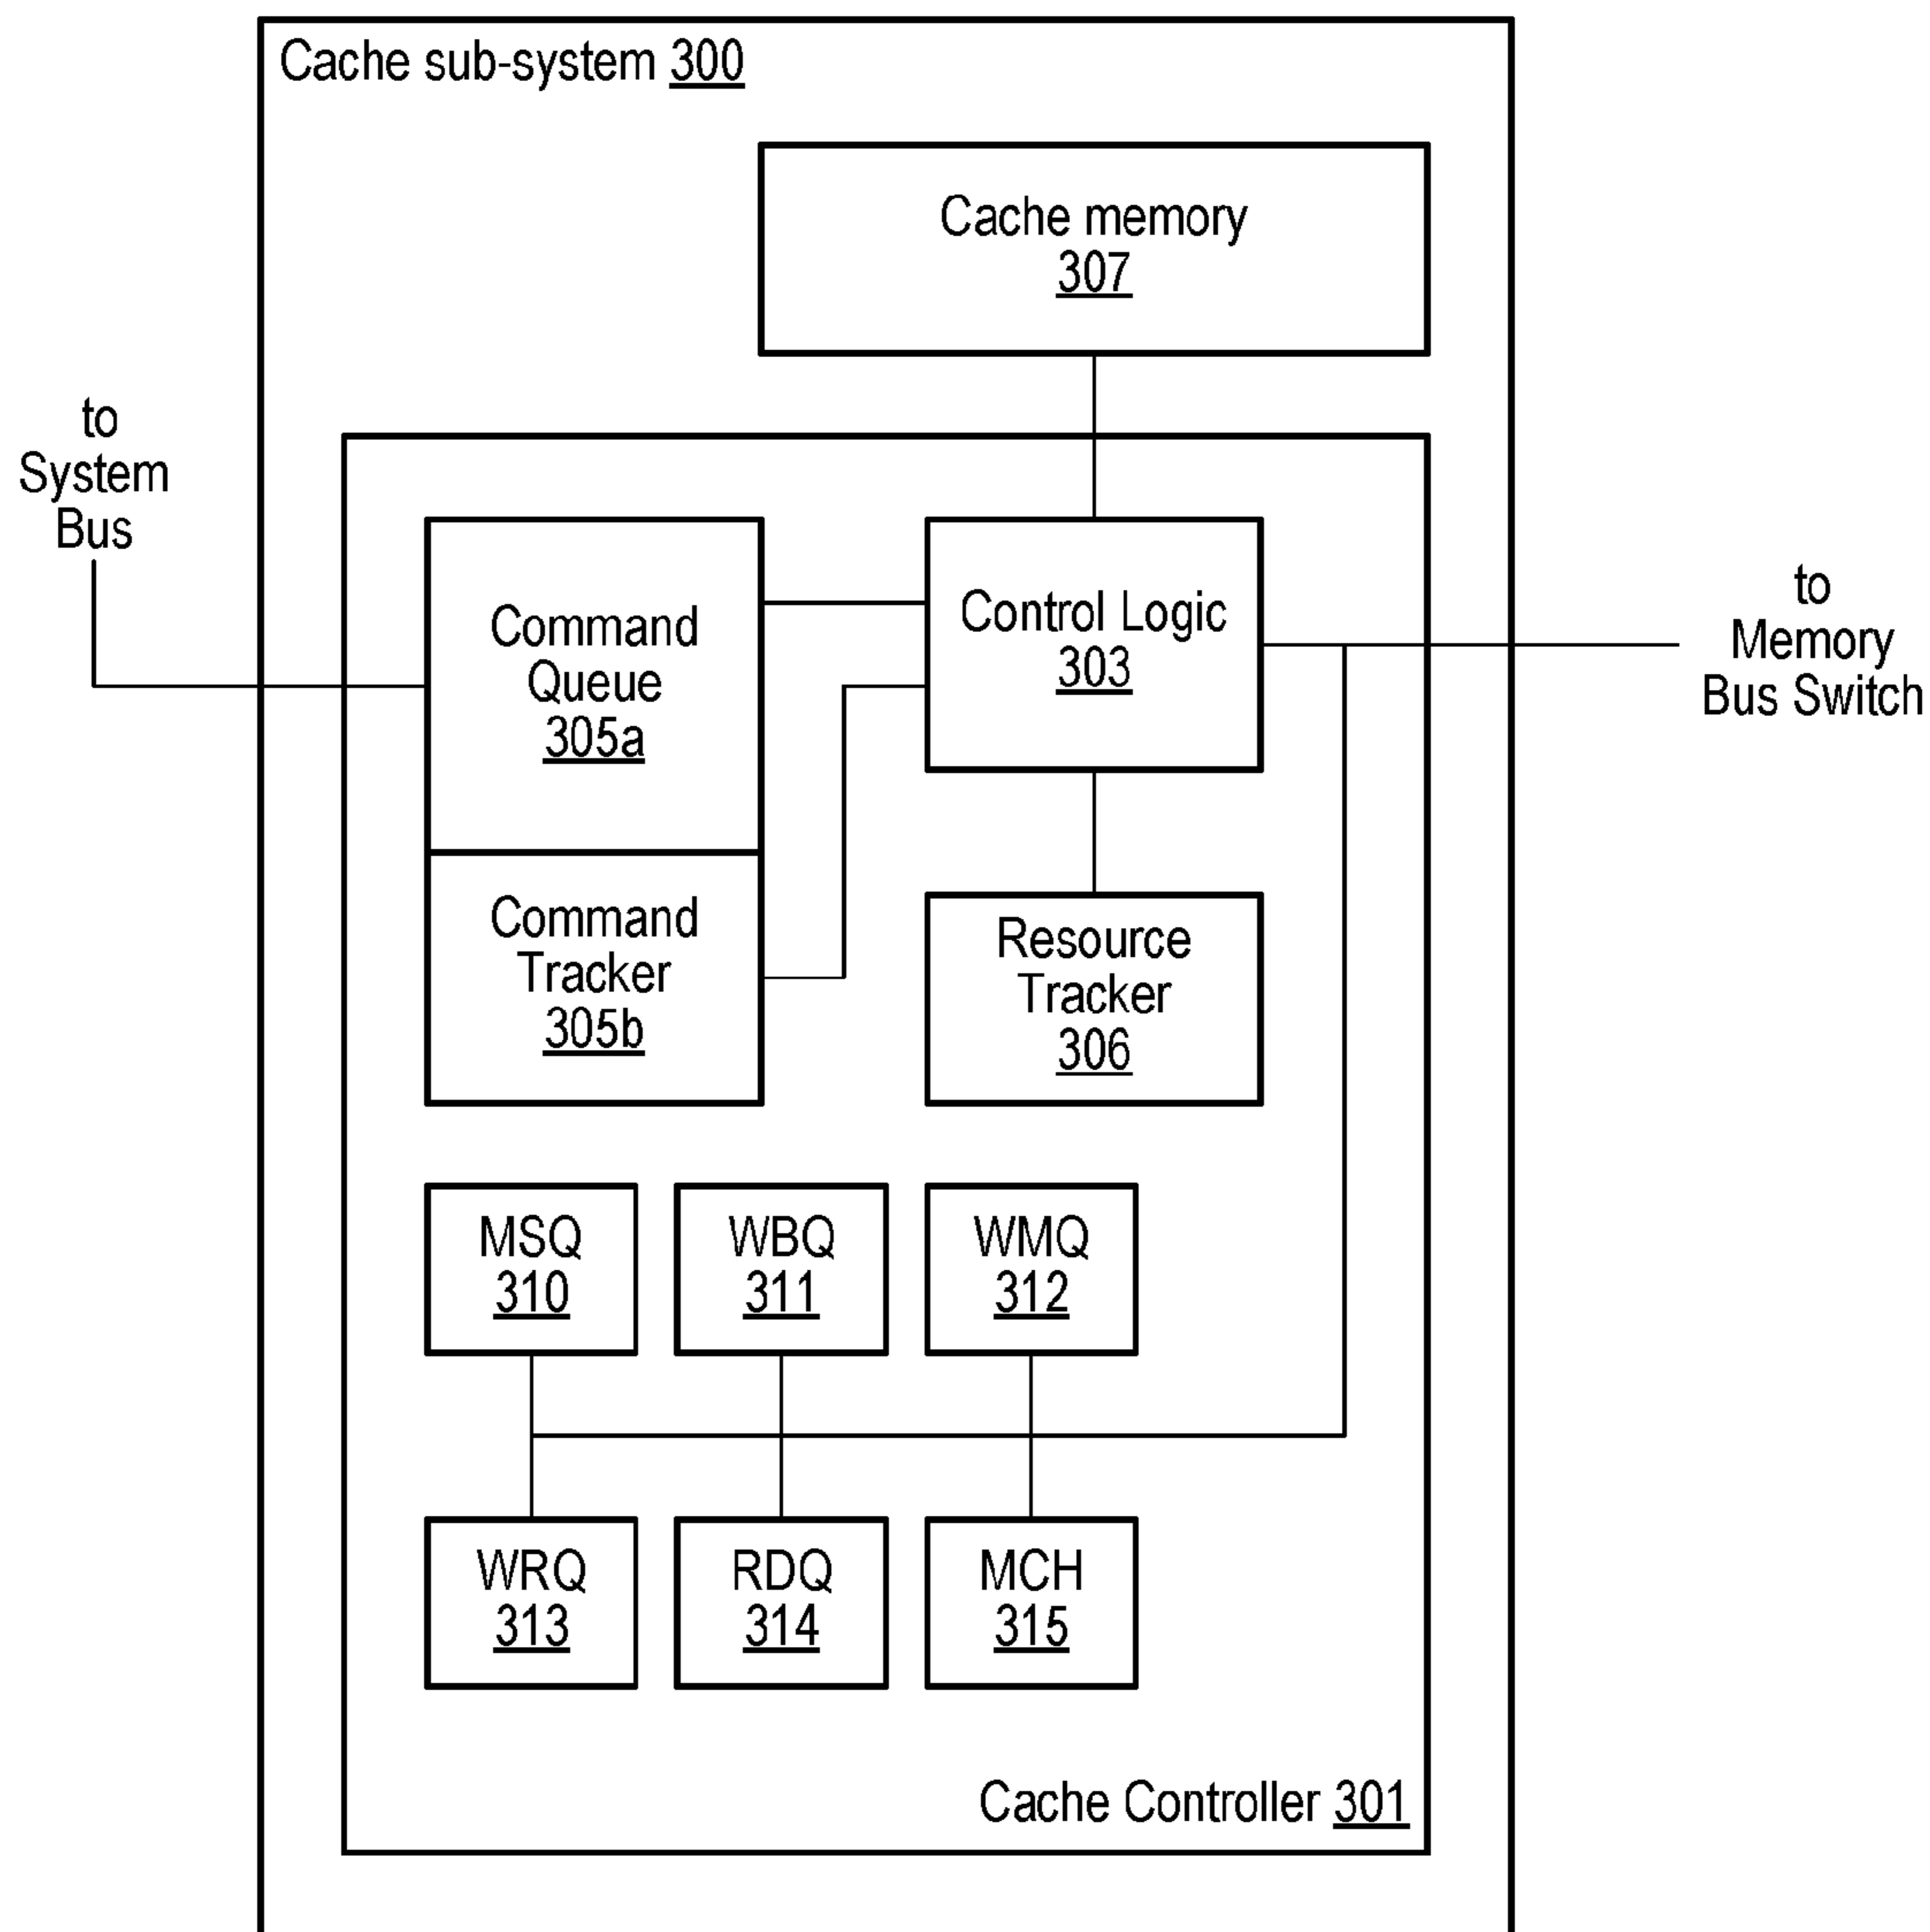 Cache sub-system 300
Cache memory
307
to
System
Bus
Command
Queue
305a
Control Logic
303
to
Memory
Bus Switch
Command
Tracker
305b
Resource
Tracker
306
MSQ
310
WBQ
311
WMQ
312
WRQ
313
RDQ
314
MCH
315
Cache Controller 301